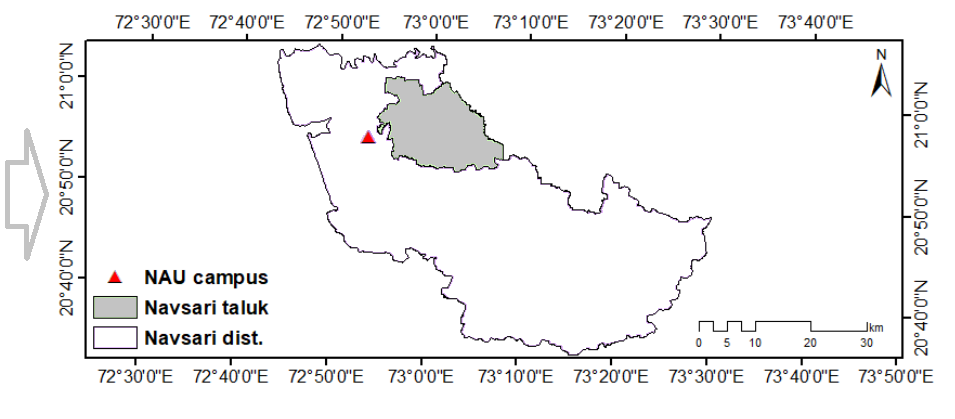 72°30'0"E 72°40'0"E 72°50'0"E 73°0'0"E 73°10'0"E 73°20'0"E 73°30'0"E 73°40'0"E
N
21°0'0"N
20°50'0"N
20°40'0"N
21°0'0"N
20°50'0"N
20°40'0"N
NAU campus
Navsari taluk
Navsari dist.
km
0 5 10 20 30
72°30'0"E 72°40'0"E 72°50'0"E 73°0'0"E 73°10'0"E 73°20'0"E 73°30'0"E 73°40'0"E 73°50'0"E